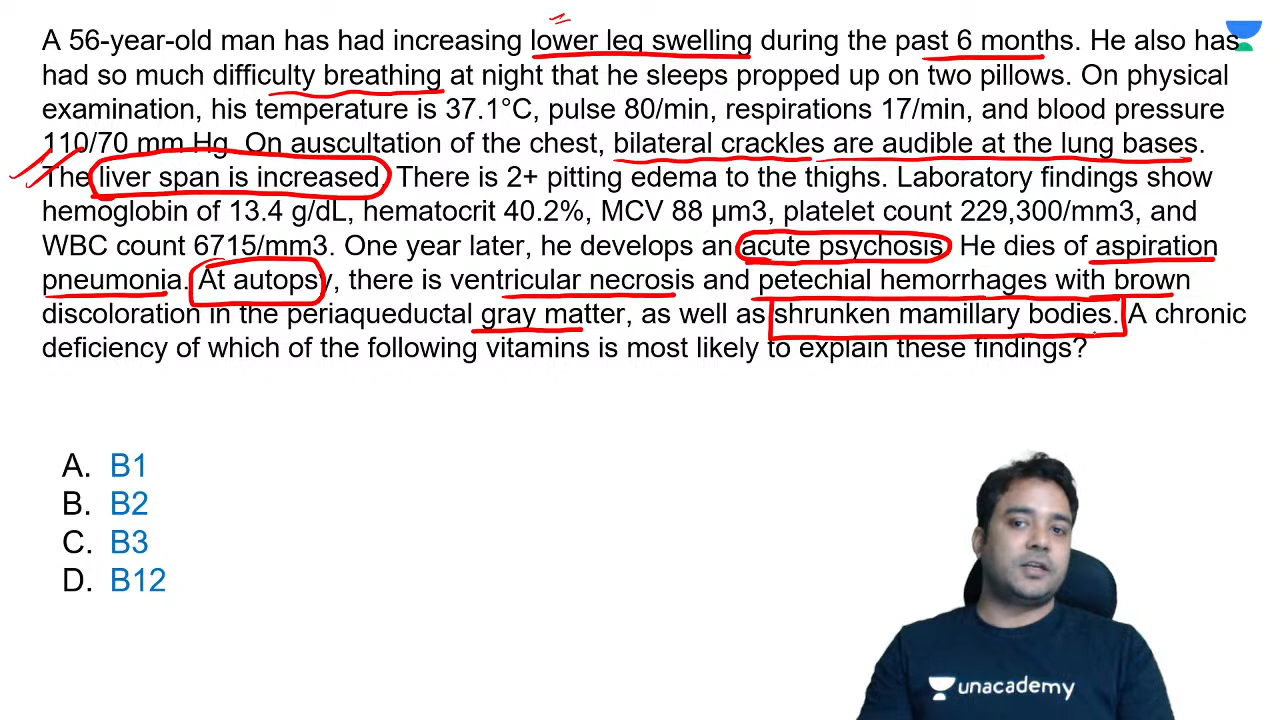 A 56-year-old man has had increasing lower leg swelling during the past 6 months. He also has
had so much difficulty breathing at night that he sleeps propped up on two pillows. On physical
examination, his temperature is 37.1°C, pulse 80/min, respirations 17/min, and blood pressure
110/70 mm Hg. On auscultation of the chest, bilateral crackles are audible at the lung bases.
The liver span is increased. There is 2+ pitting edema to the thighs. Laboratory findings show
hemoglobin of 13.4 g/dL, hematocrit 40.2%, MCV 88 μm3, platelet count 229,300/mm3, and
WBC count 6715/mm3. One year later, he develops an acute psychosis. He dies of aspiration
pneumonia. At autopsy, there is ventricular necrosis and petechial hemorrhages with brown
discoloration in the periaqueductal gray matter, as well as shrunken mamillary bodies. A chronic
deficiency of which of the following vitamins is most likely to explain these findings?
A. B1
B. B2
C. B3
D. B12
unacademy